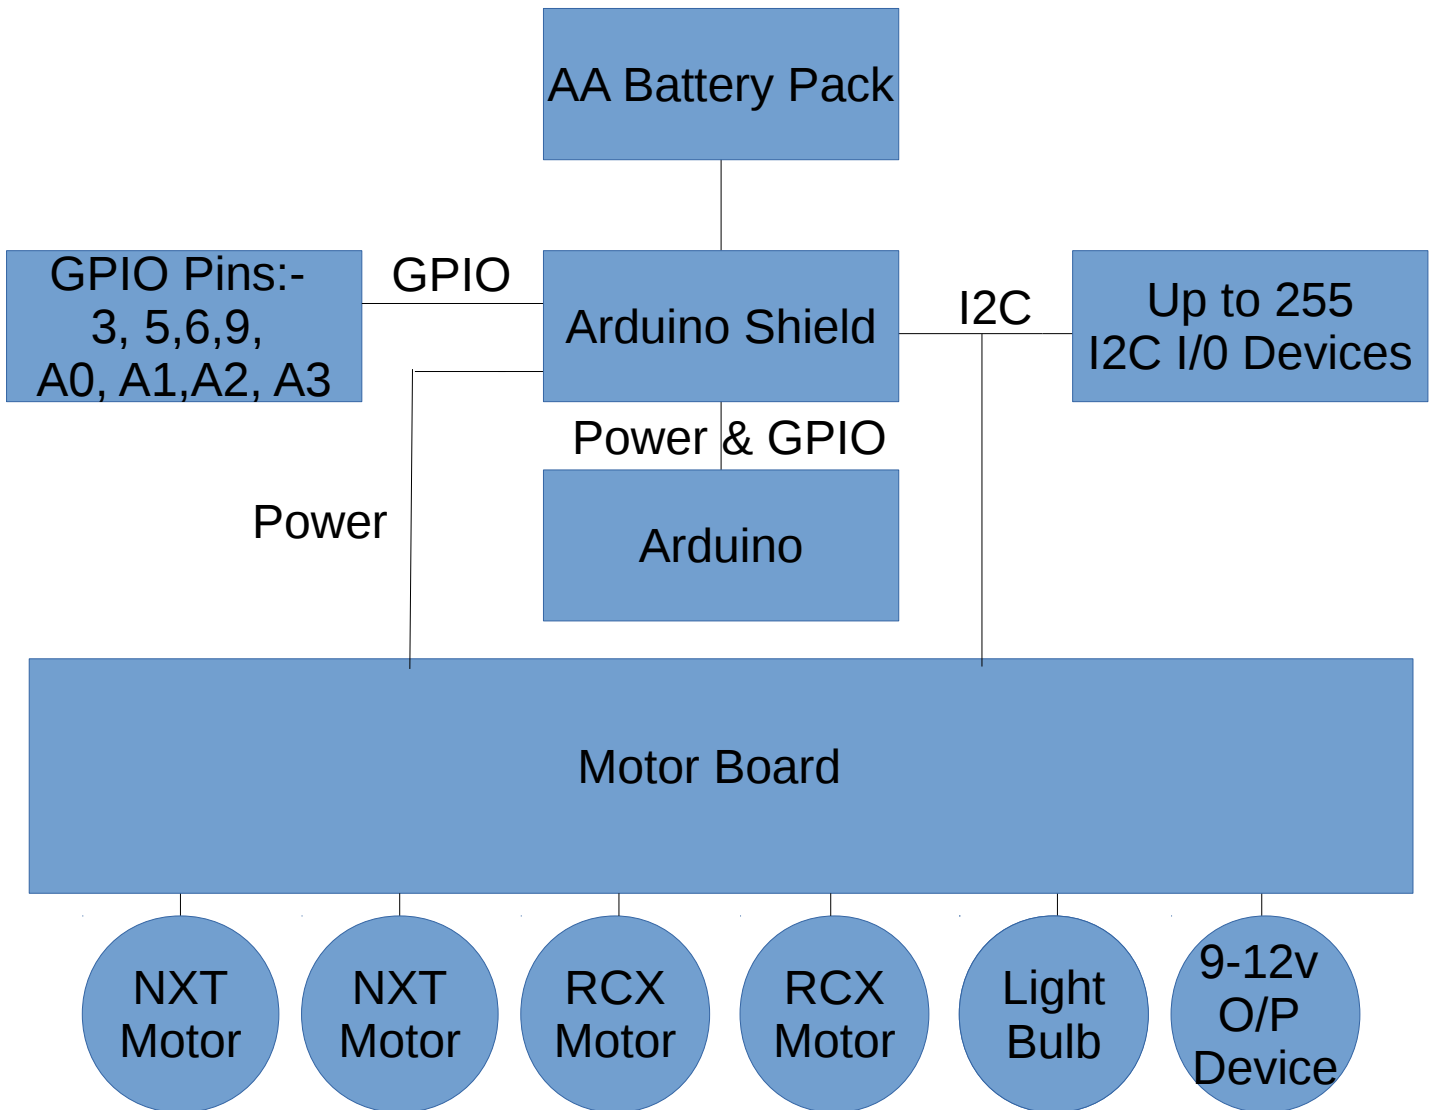 AA Battery Pack
GPIO Pins:-
3, 5,6,9,
A0, A1,A2, A3
GPIO
Arduino Shield
I2C
Up to 255
I2C I/0 Devices
Power & GPIO
Power
Arduino
Motor Board
NXT
Motor
NXT
Motor
RCX
Motor
RCX
Motor
Light
Bulb
9-12v
O/P
Device